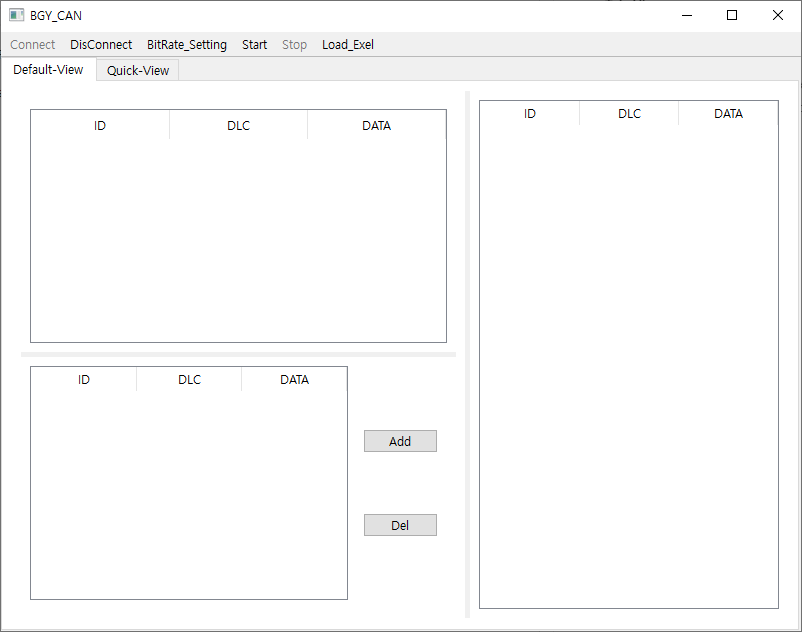 BGY_CAN
Connect DisConnect BitRate_Setting Start Stop Load_Exel
Default-View Quick-View
ID DLC DATA
ID DLC DATA
ID DLC DATA
Add
Del